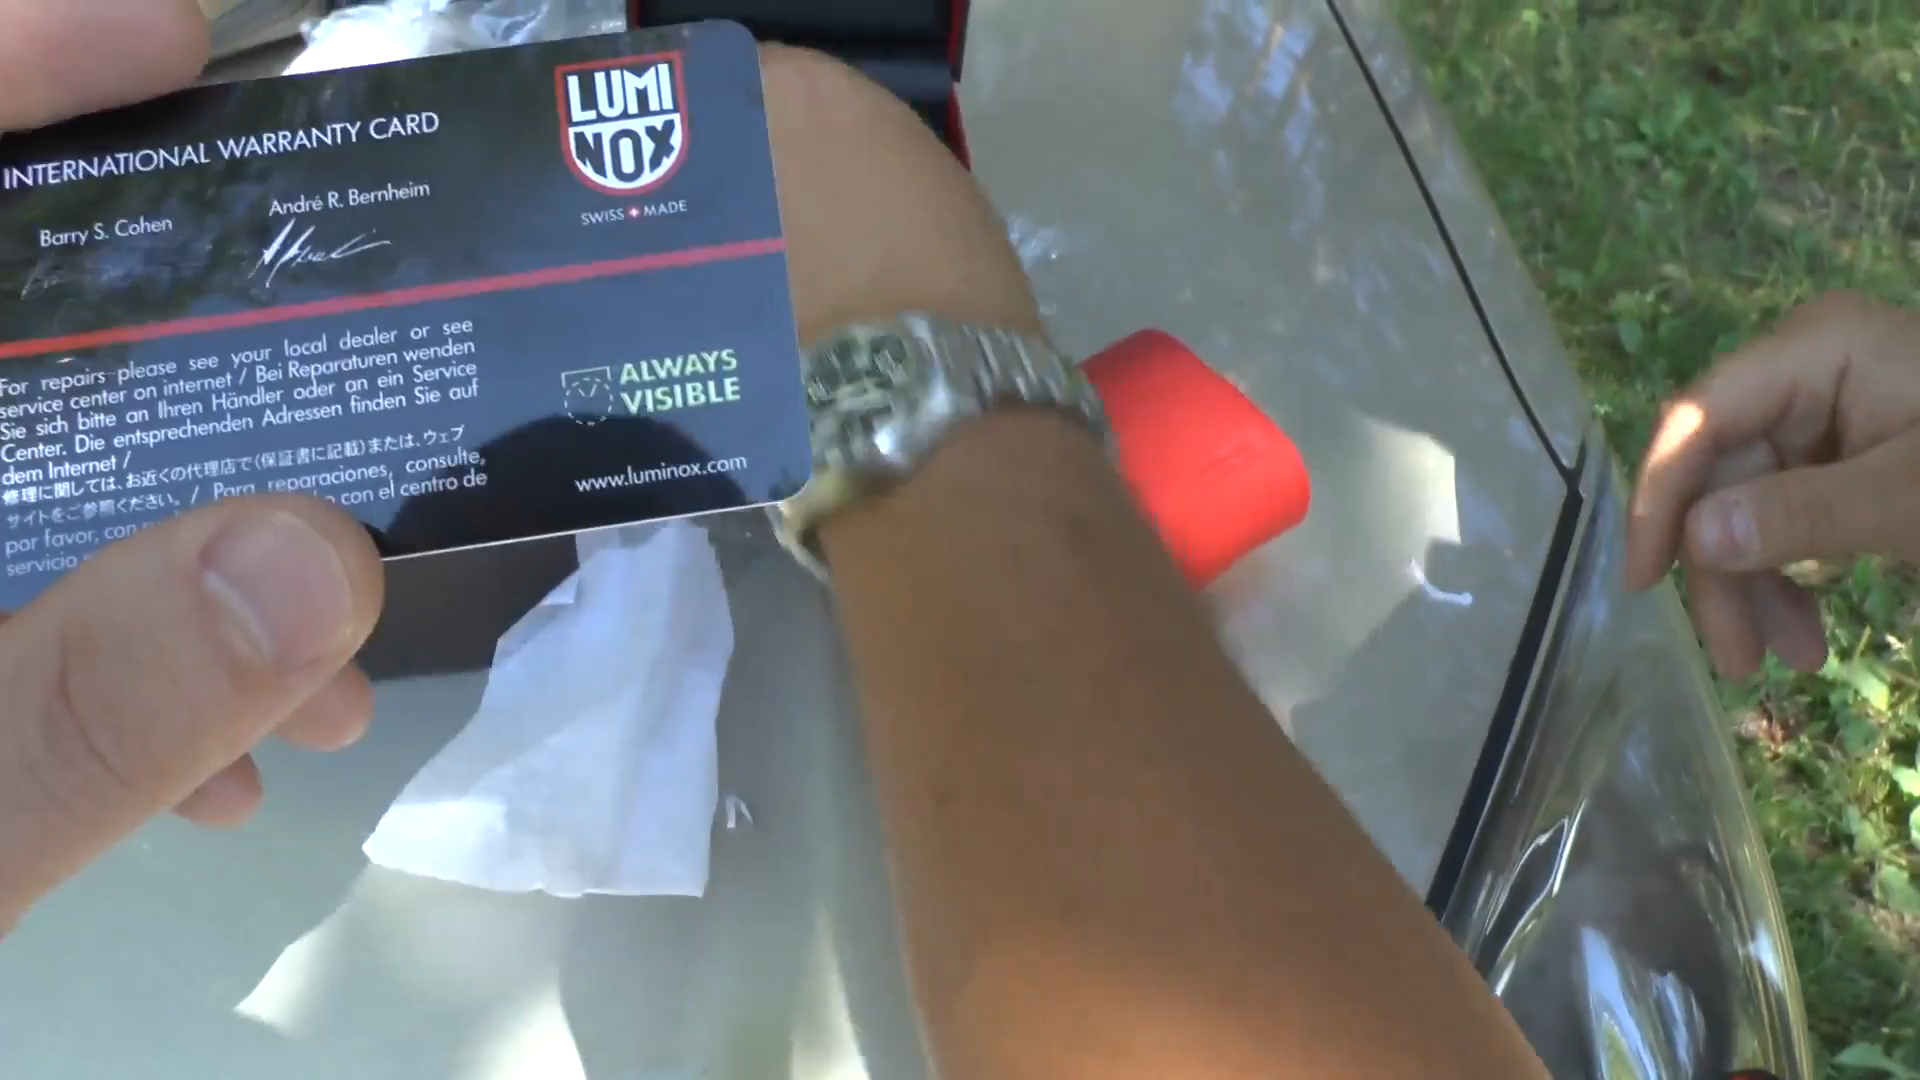 INTERNATIONAL WARRANTY CARD
LUMI
NOX
SWISS MADE
Barry S. Cohen
André R. Bernheim
For repairs please see your local dealer or see
service center on internet / Bei Reparaturen wenden
Sie sich bitte an Ihren Händler oder an ein Service
Center. Die entsprechenden Adressen finden Sie auf
dem Internet /
修理に関しては、お近くの代理店で(保証書に記載)または、ウェブ
サイトをご参照ください。 / Para reparaciones, consulte,
por favor, con
con el centro de
servicio
ALWAYS
VISIBLE
www.luminox.com